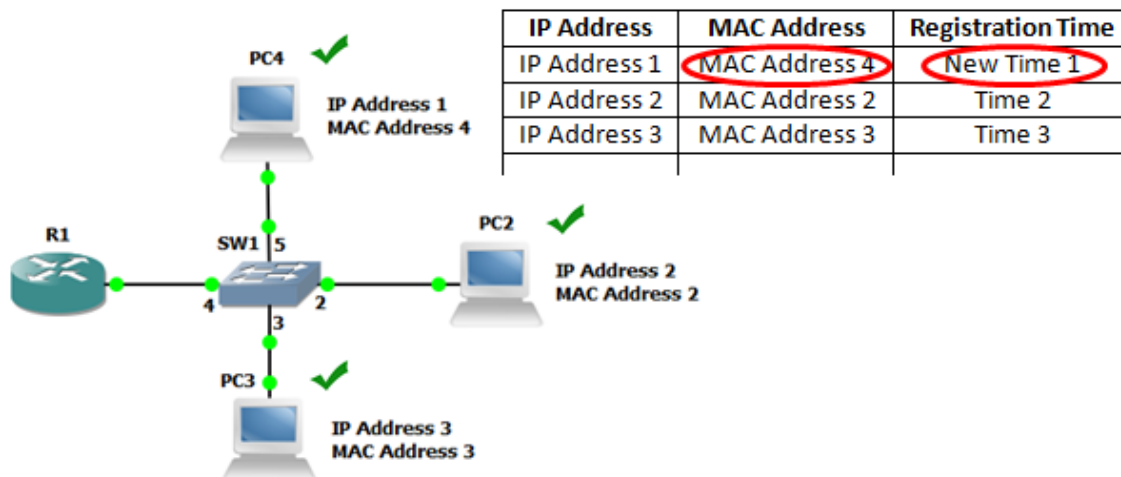 IP Address MAC Address Registration Time
IP Address 1 MAC Address 4 New Time 1
IP Address 2 MAC Address 2 Time 2
IP Address 3 MAC Address 3 Time 3
PC4
IP Address 1
MAC Address 4
R1
SW1
5
4
2
3
PC2
IP Address 2
MAC Address 2
PC3
IP Address 3
MAC Address 3